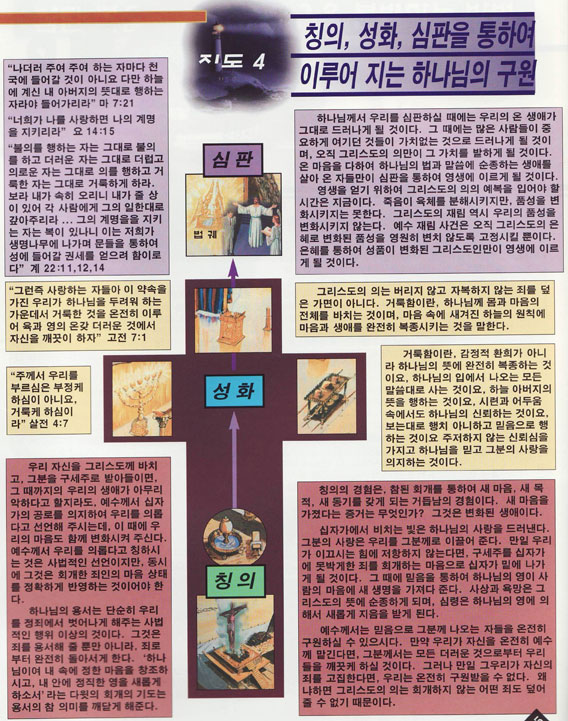 지도 4
칭의, 성화, 심판을 통하여
이루어 지는 하나님의 구원
“나더러 주여 주여 하는 자마다 천
국에 들어갈 것이 아니요 다만 하늘
에 계신 내 아버지의 뜻대로 행하는
자라야 들어가리라” 마 7:21
“너희가 나를 사랑하면 나의 계명
을 지키리라” 요 14:15
“불의를 행하는 자는 그대로 불의
를 하고 더러운 자는 그대로 더럽고
의로운 자는 그대로 의를 행하고 거
룩한 자는 그대로 거룩하게 하라.
보라 내가 속히 오리니 내가 줄 상
이 있어 각 사람에게 그의 일한대로
갚아주리라 ... 그의 계명을을 지키
는 자는 복이 있나니 이는 저희가
생명나무에 나가며 문들을 통하여
성에 들어갈 권세를 얻으려 함이로
다” 계 22:11,12,14
심판
법궤
하나님께서 우리를 심판하실 때에는 우리의 온 생애가
그대로 드러나게 될 것이다. 그 때에는 많은 사람들이 중
요하게 여기던 것들이 가치없는 것으로 드러나게 될 것이
며, 오직 그리스도의 의만이 그 가치를 발하게 될 것이다.
온 마음을 다하여 하나님의 법과 말씀에 순종하는 생애를
살아 온 자들만이 심판을 통하여 영생에 이르게 될 것이다.
영생을 얻기 위하여 그리스도의 의의 예복을 입어야 할
시간은 지금이다. 죽음이 육체를 분해시키지만, 품성을 변
화시키지는 못한다. 그리스도의 재림 역시 우리의 품성을
변화시키지 않는다. 예수 재림 사건은 오직 그리스도의 은
혜로 변화된 품성을 영원히 변치 않도록 고정시킬 뿐이다.
은혜를 통하여 성품이 변화된 그리스도인만이 영생에 이르
게 될 것이다.
“그런즉 사랑하는 자들아 이 약속을
가진 우리가 하나님을 두려워 하는
가운데서 거룩한 것을 온전히 이루
어 육과 영의 온갖 더러운 것에서
자신을 깨끗이 하자” 고전 7:1
그리스도의 의는 버리지 않고 자복하지 않는 죄를 덮
은 가면이 아니다. 거룩함이란, 하나님께 몸과 마음의
전체를 바치는 것이며, 마음 속에 새겨진 하늘의 원칙에
마음과 생애를 완전히 복종시키는 것을 말한다.
“주께서 우리를
부르심은 부정케
하심이 아니요,
거룩케 하심이
라” 살전 4:7
성화
거룩함이란, 감정적 환희가 아니
라 하나님의 뜻에 완전히 복종하는 것
이요, 하나님의 입에서 나오는 모든
말씀대로 사는 것이요, 하늘 아버지의
뜻을 행하는 것이요, 시련과 어두움
속에서도 하나님의 신뢰하는 것이요,
보는대로 행치 아니하고 믿음으로 행
하는 것이요 주저하지 않는 신뢰심을
가지고 하나님을 믿고 그분의 사랑을
의지하는 것이다.
우리 자신을 그리스도께 바치
고, 그분을 구세주로 받아들이면,
그 때까지의 우리의 생애가 아무리
악하다고 할지라도, 예수께서 십자
가의 공로를 의지하여 우리를 의롭
다고 선언해 주시는데, 이 때에 우
리의 마음도 함께 변화시켜 주신다.
예수께서 우리를 의롭다고 칭하시
는 것은 사법적인 선언이지만, 동시
에 그것은 회개한 죄인의 마음 상태
를 정확하게 반영하는 것이어야 한
다.
하나님의 용서는 단순히 우리
를 정죄에서 벗어나게 해주는 사법
적인 행위 이상의 것이다. 그것은
죄를 용서해 줄 뿐만 아니라, 죄로
부터 완전히 돌아서게 한다. ‘하나
님이여 내 속에 정한 마음을 창조하
시고, 내 안에 정직한 영을 새롭게
하소서’ 라는 다윗의 회개의 기도는
용서의 참 의미를 깨닫게 해준다.
칭의
칭의의 경험은, 참된 회개를 통하여 새 마음, 새 목
적, 새 동기를 갖게 되는 거듭남의 경험이다. 새 마음을
가졌다는 증거는 무엇인가? 그것은 변화된 생애이다.
십자가에서 비치는 빛은 하나님의 사랑을 드러낸다.
그분의 사랑은 우리를 그분께로 이끌어 준다. 만일 우리
가 이끄시는 힘에 저항하지 않는다면, 구세주를 십자가
에 못박게한 죄를 회개하는 마음으로 십자가 밑에 나가
게 될 것이다. 그 때에 믿음을 통하여 하나님의 영이 사
람의 마음에 새 생명을 가져다 준다. 사상과 욕망은 그
리스도의 뜻에 순종하게 되며, 심령은 하나님의 영에 의
해서 새롭게 지음을 받게 된다.
예수께서는 믿음으로 그분께 나오는 자들을 온전히
구원하실 수 있으시다. 만약 우리가 자신을 온전히 예수
께 맡긴다면, 그분께서는 모든 더러운 것으로부터 우리
들을 깨끗케 하실 것이다. 그러나 만일 그우리가 자신의
죄를 고집한다면, 우리는 온전히 구원받을 수 없다. 왜
냐하면 그리스도의 의는 회개하지 않는 어떤 죄도 덮어
줄 수 없기 때문이다.